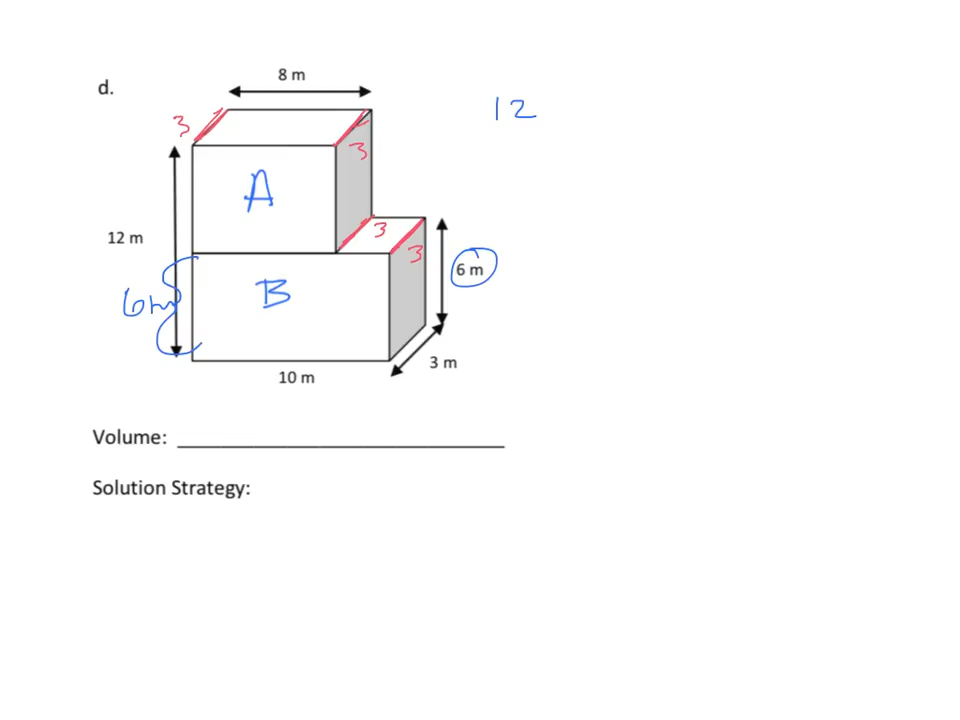 8 m
d.
12
3
3
A
3
12 m
3
6 m
6m
B
3 m
10 m
Volume:
Solution Strategy: